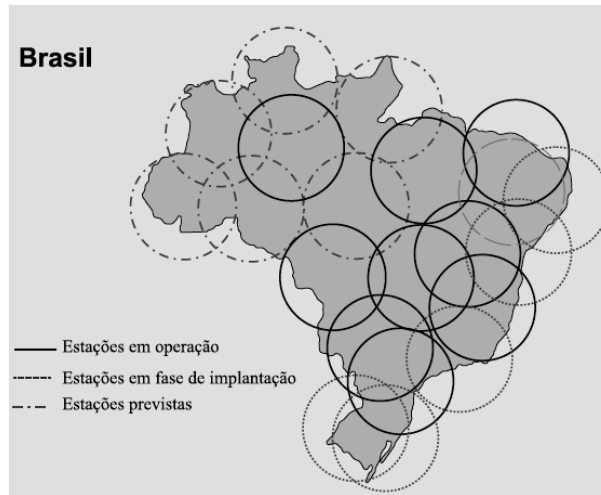 Brasil
Estações em operação
Estações em fase de implantação
Estações previstas